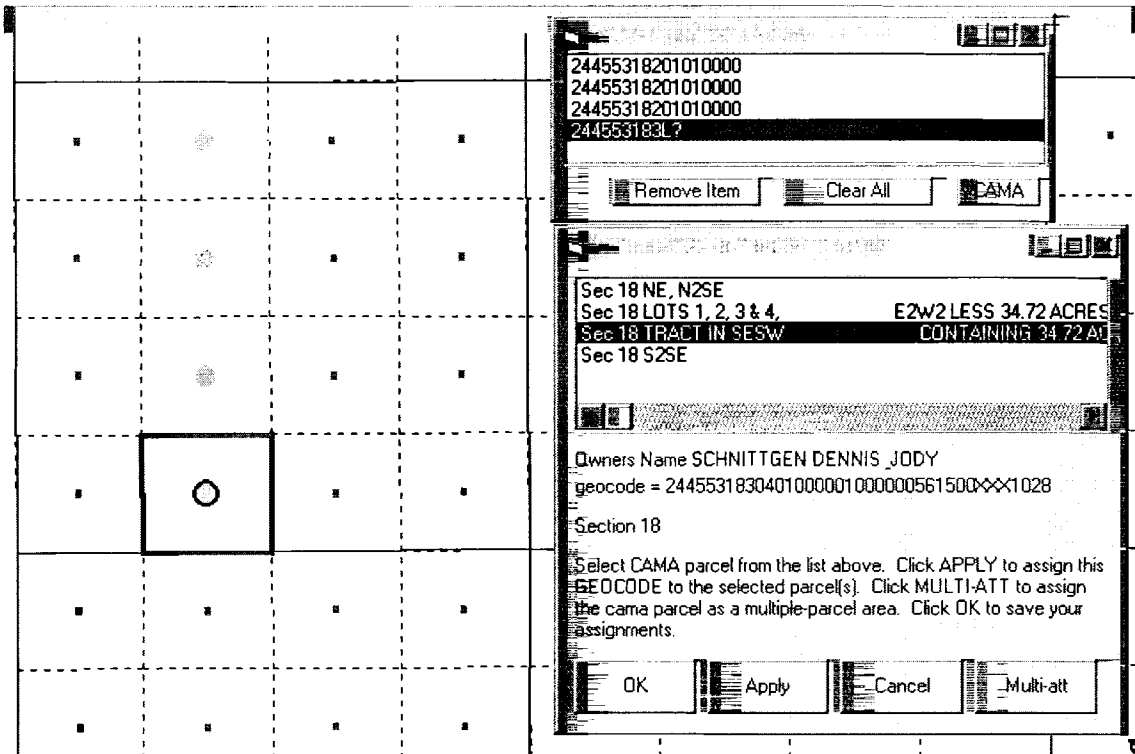 24455318201010000
24455318201010000
24455318201010000
244553183L?
Remove Item Clear All CAMA
Sec 18 NE, N2SE
Sec 18 LOTS 1, 2, 3 & 4, E2W2 LESS 34.72 ACRES
Sec 18 TRACT IN SESW CONTAINING 34.72 AC
Sec 18 S2SE
Owners Name SCHNITTGEN DENNIS _JODY
geocode = 24455318304010000010000000561500XXX1028
Section 18
Select CAMA parcel from the list above. Click APPLY to assign this
GEOCODE to the selected parcel(s). Click MULTI-ATT to assign
the cama parcel as a multiple-parcel area. Click OK to save your
assignments.
OK Apply Cancel Multi-att